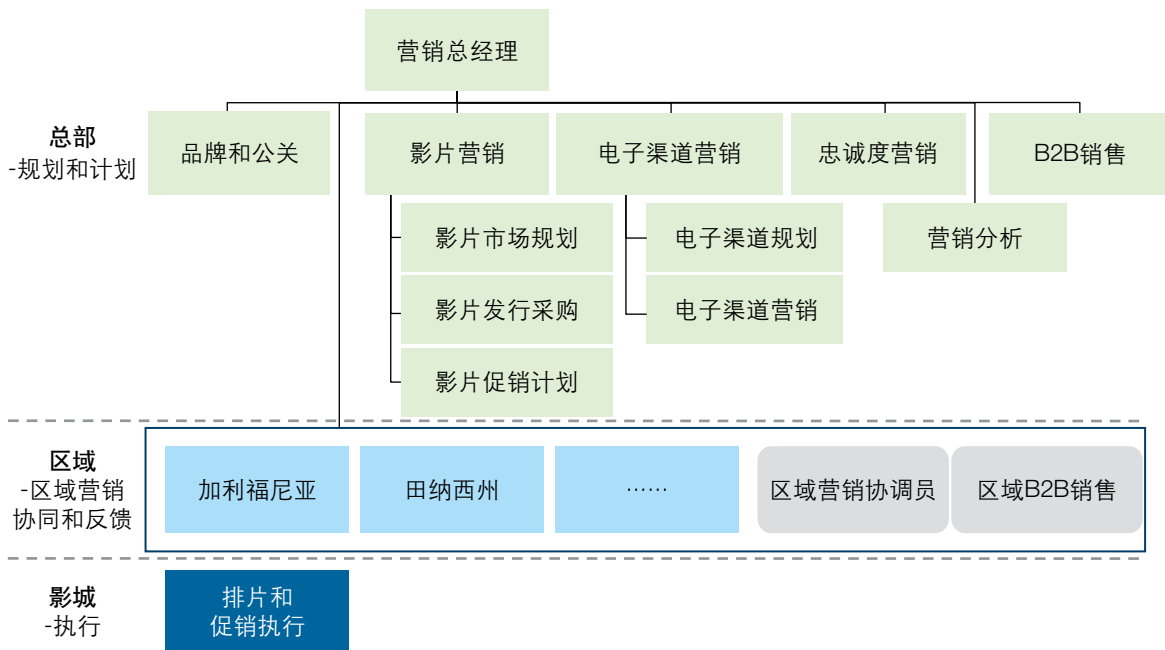 营销总经理
总部
-规划和计划
品牌和公关
影片营销
电子渠道营销
忠诚度营销
B2B销售
影片市场规划
电子渠道规划
营销分析
影片发行采购
电子渠道营销
影片促销计划
区域
-区域营销
协同和反馈
加利福尼亚
田纳西州
……
区域营销协调员
区域B2B销售
影城
-执行
排片和
促销执行